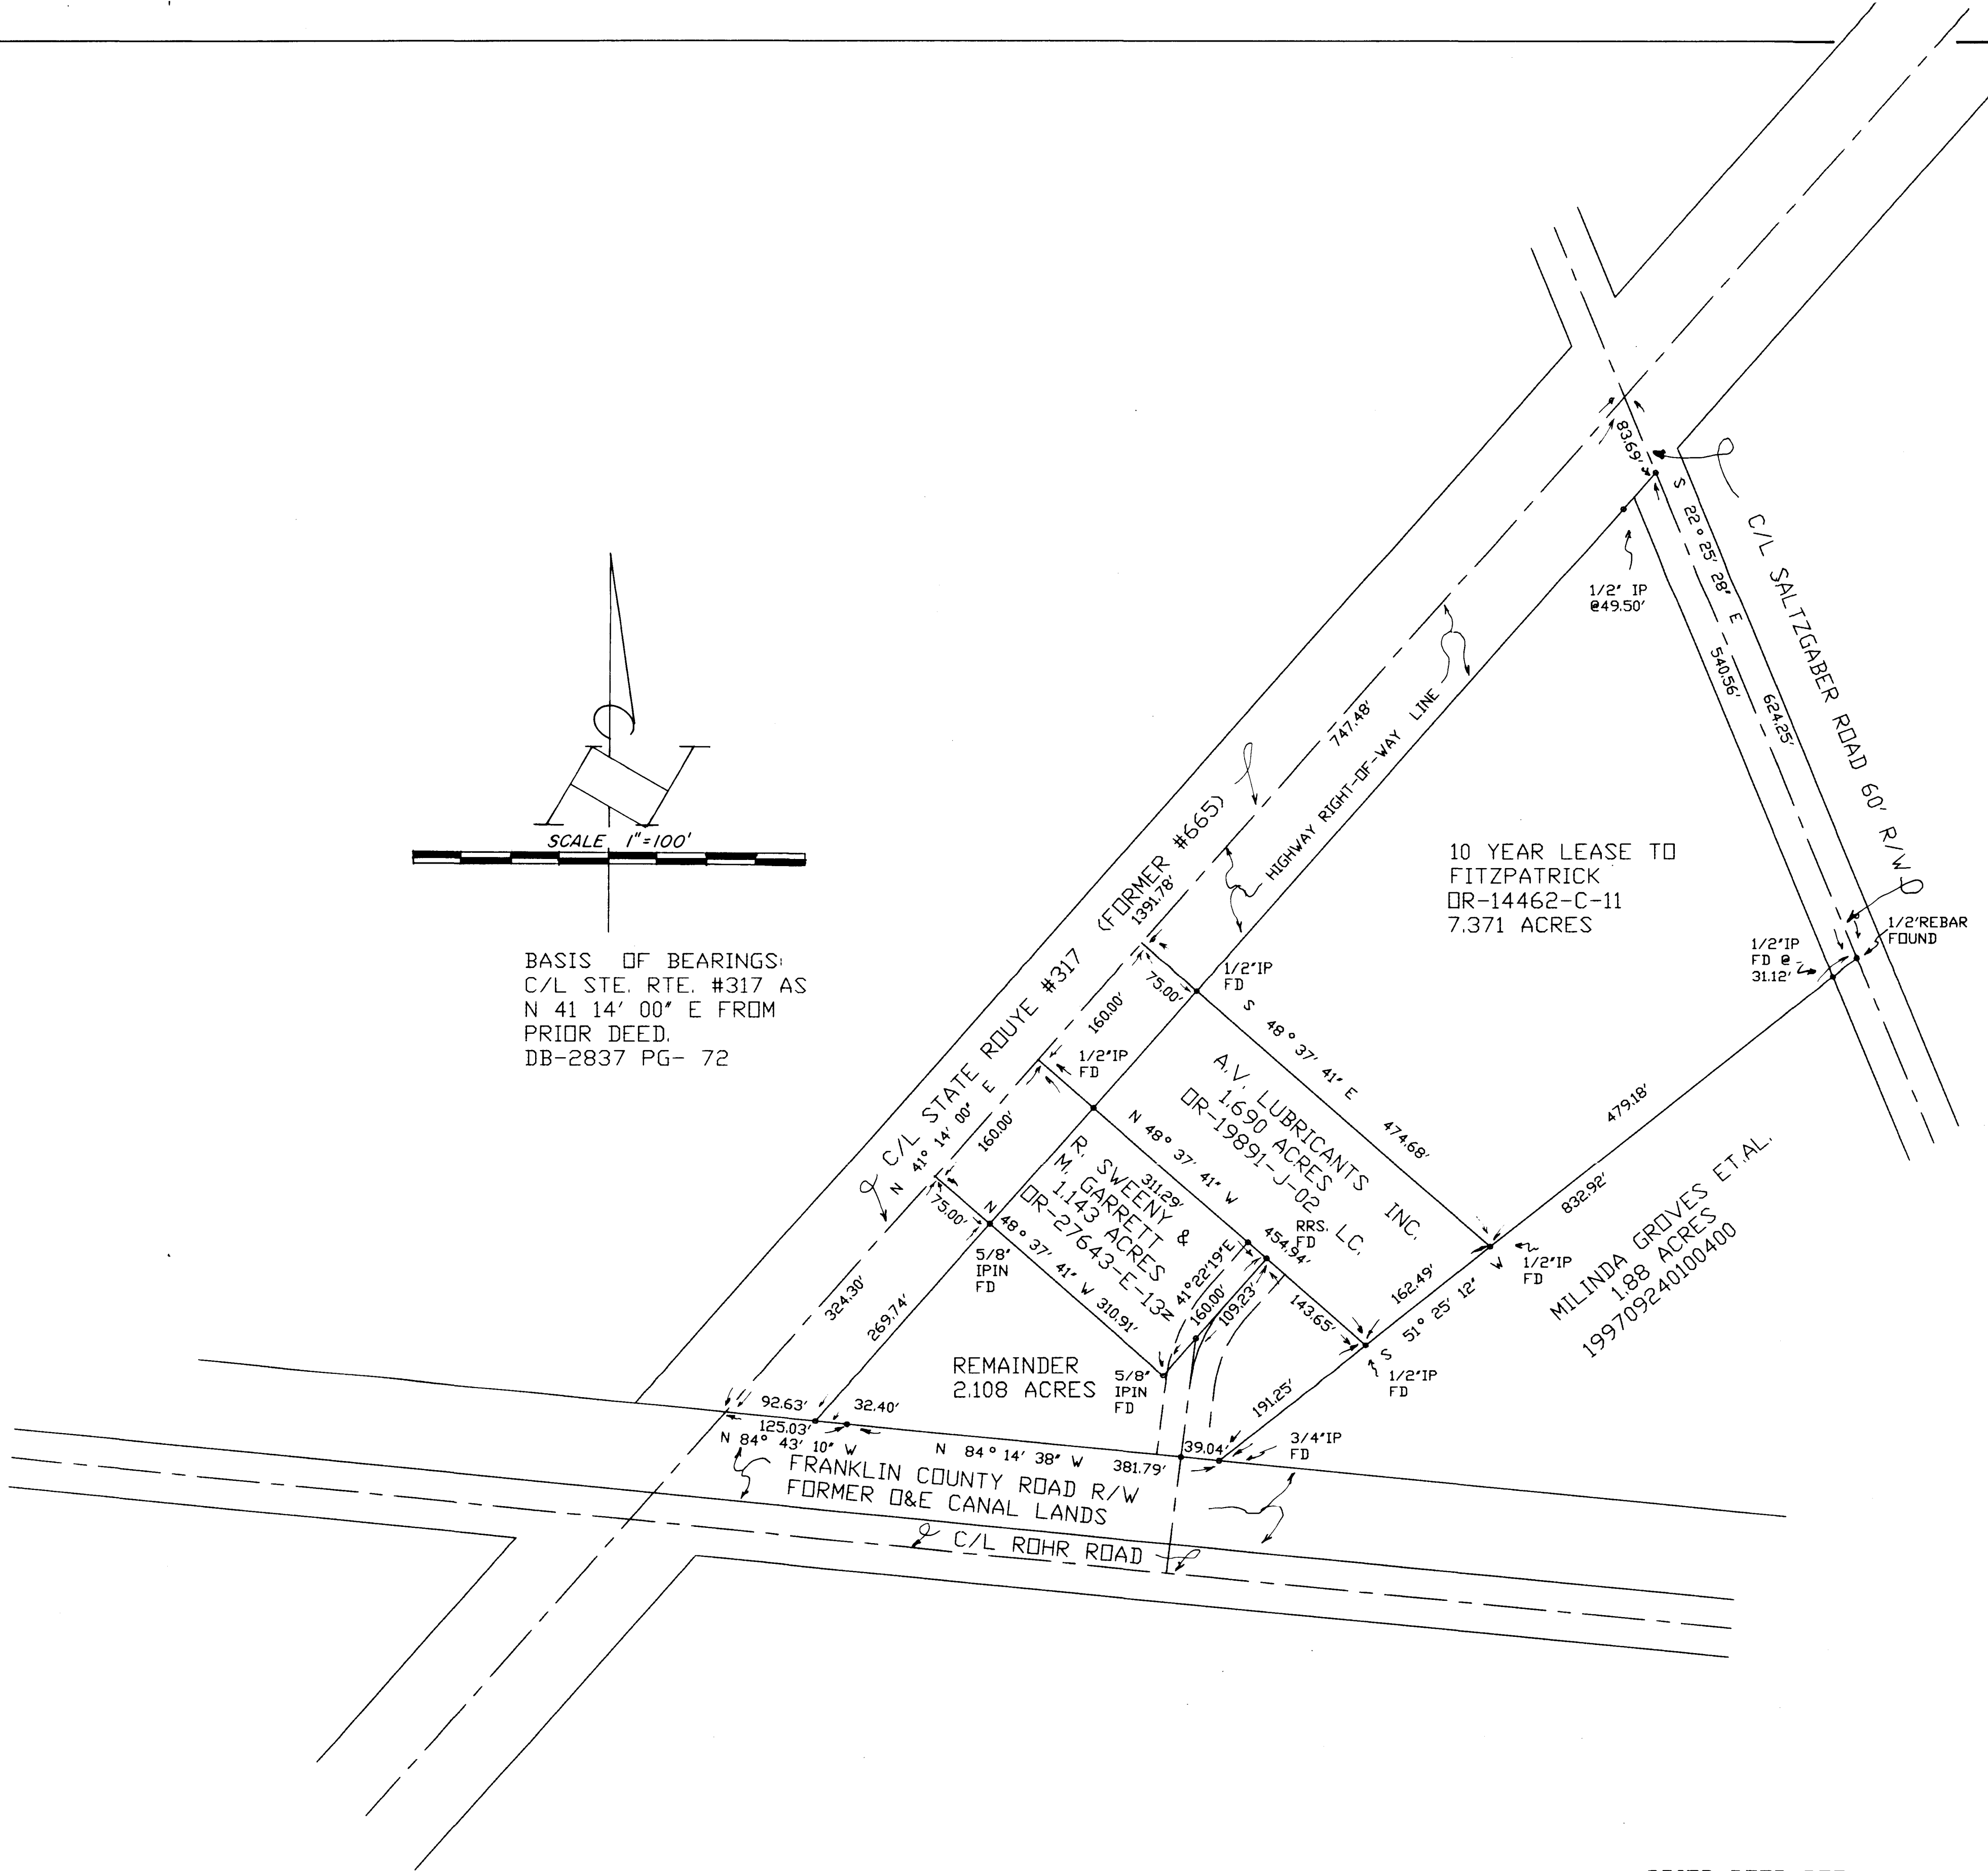 83.69'
S 22° 25' 28" E
C/L SALTZGABER ROAD 60' R/W
1/2" IP
@49.50'
540.56'
624.25'
747.48'
HIGHWAY RIGHT-OF-WAY LINE
SCALE 1"=100'
BASIS OF BEARINGS:
C/L STE. RTE. #317 AS
N 41 14' 00" E FROM
PRIOR DEED.
DB-2837 PG- 72
C/L STATE ROUYE #317 (FORMER #665)
1391.78'
N 41° 14' 00" E
10 YEAR LEASE TO
FITZPATRICK
OR-14462-C-11
7.371 ACRES
1/2'REBAR
FOUND
1/2"IP
FD @
31.12'
75.00'
1/2"IP
FD
S 48° 37' 41" E
474.68'
160.00'
1/2"IP
FD
A.V. LUBRICANTS INC.
1.690 ACRES
OR-19891-J-02
N 48° 37' 41" W
311.29'
RRS. LC.
FD
454.94'
479.18'
832.92'
MILINDA GROVES ET.AL.
1.88 ACRES
199709240100400
160.00'
R. SWEENY &
M. GARRETT
1.143 ACRES
OR-27643-E-13
75.00'
N 48° 37' 41" W 310.91'
5/8"
IPIN
FD
N 41°22'19"E
160.00'
109.23'
143.65'
162.49'
S 51° 25' 12" W
1/2"IP
FD
1/2"IP
FD
324.30'
269.74'
REMAINDER
2.108 ACRES
5/8"
IPIN
FD
191.25'
92.63'
32.40'
125.03'
N 84° 43' 10" W
N 84° 14' 38" W
381.79'
39.04'
3/4"IP
FD
FRANKLIN COUNTY ROAD R/W
FORMER O&E CANAL LANDS
C/L ROHR ROAD